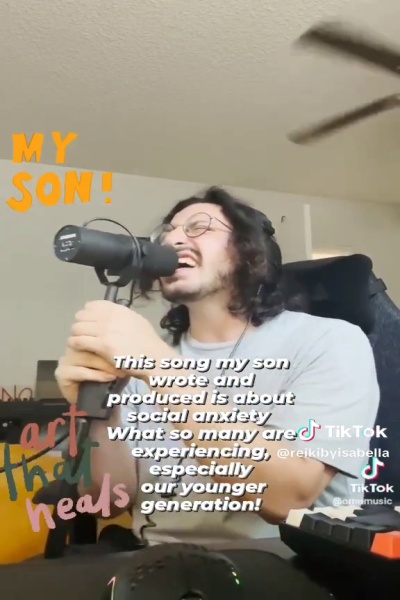 MY
SON!
This song my son
wrote and
produced is about
social anxiety
What so many are
experiencing,
especially
our younger
generation!
art
that
heals
TikTok
@reikibyisabella
TikTok